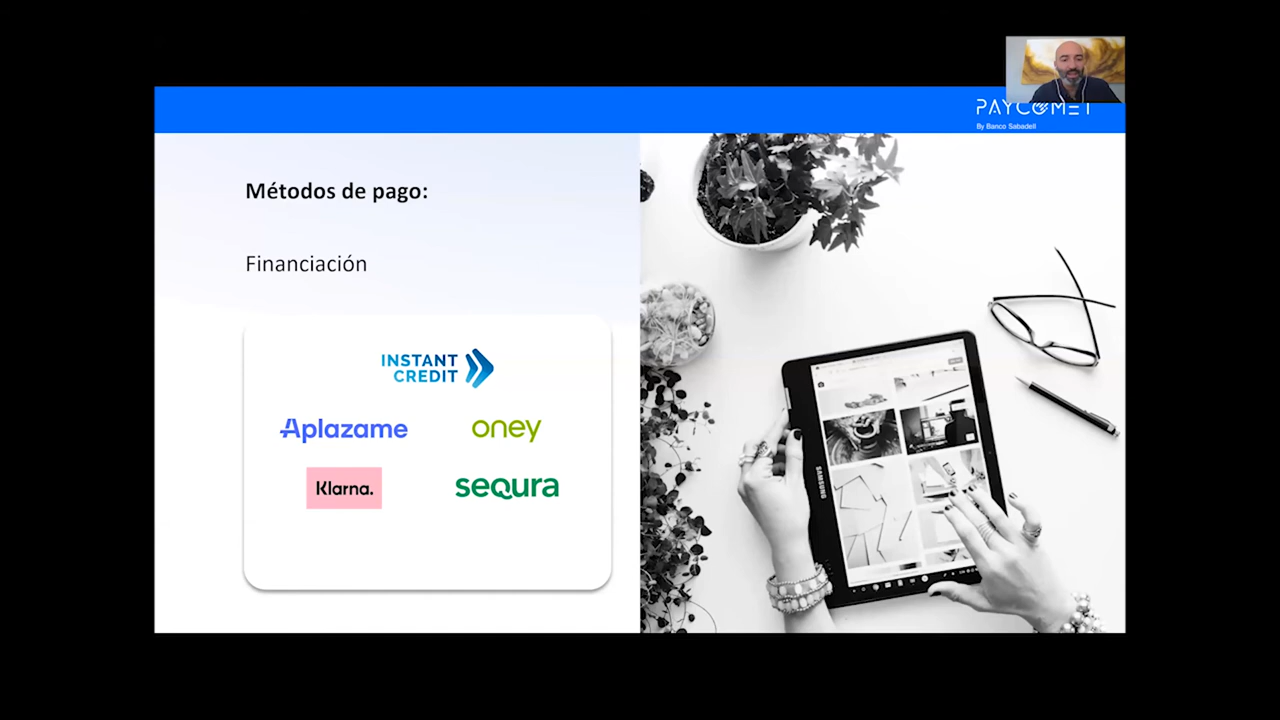 PAYCOMET
By Banco Sabadell
Métodos de pago:
Financiación
INSTANT
CREDIT
Aplazame
oney
Klarna.
seQura
SAMSUNG